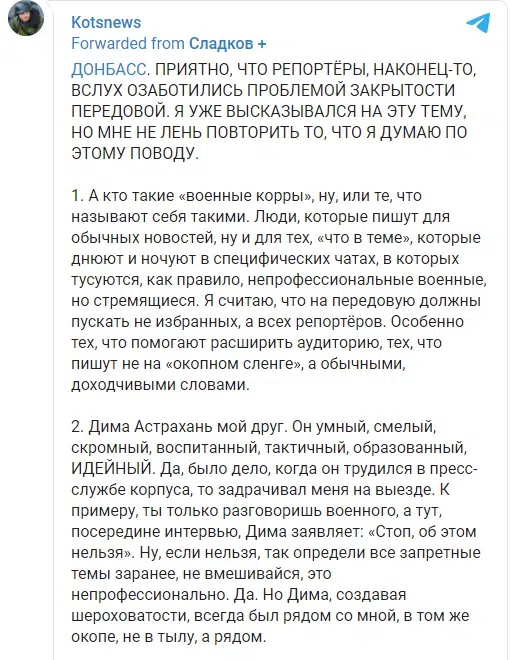 Kotsnews
Forwarded from Сладков +
ДОНБАСС. ПРИЯТНО, ЧТО РЕПОРТЁРЫ, НАКОНЕЦ-ТО,
ВСЛУХ ОЗАБОТИЛИСЬ ПРОБЛЕМОЙ ЗАКРЫТОСТИ
ПЕРЕДОВОЙ. Я УЖЕ ВЫСКАЗЫВАЛСЯ НА ЭТУ ТЕМУ,
НО МНЕ НЕ ЛЕНЬ ПОВТОРИТЬ ТО, ЧТО Я ДУМАЮ ПО
ЭТОМУ ПОВОДУ.
1. А кто такие «военные корры», ну, или те, что
называют себя такими. Люди, которые пишут для
обычных новостей, ну и для тех, «что в теме», которые
днюют и ночуют в специфических чатах, в которых
тусуются, как правило, непрофессиональные военные,
но стремящиеся. Я считаю, что на передовую должны
пускать не избранных, а всех репортёров. Особенно
тех, что помогают расширить аудиторию, тех, что
пишут не на «окопном сленге», а обычными,
доходчивыми словами.
2. Дима Астрахань мой друг. Он умный, смелый,
скромный, воспитанный, тактичный, образованный,
ИДЕЙНЫЙ. Да, было дело, когда он трудился в пресс-
службе корпуса, то задрачивал меня на выезде. К
примеру, ты только разговоришь военного, а тут,
посередине интервью, Дима заявляет: «Стоп, об этом
нельзя». Ну, если нельзя, так определи все запретные
темы заранее, не вмешивайся, это
непрофессионально. Да. Но Дима, создавая
шероховатости, всегда был рядом со мной, в том же
окопе, не в тылу, а рядом.